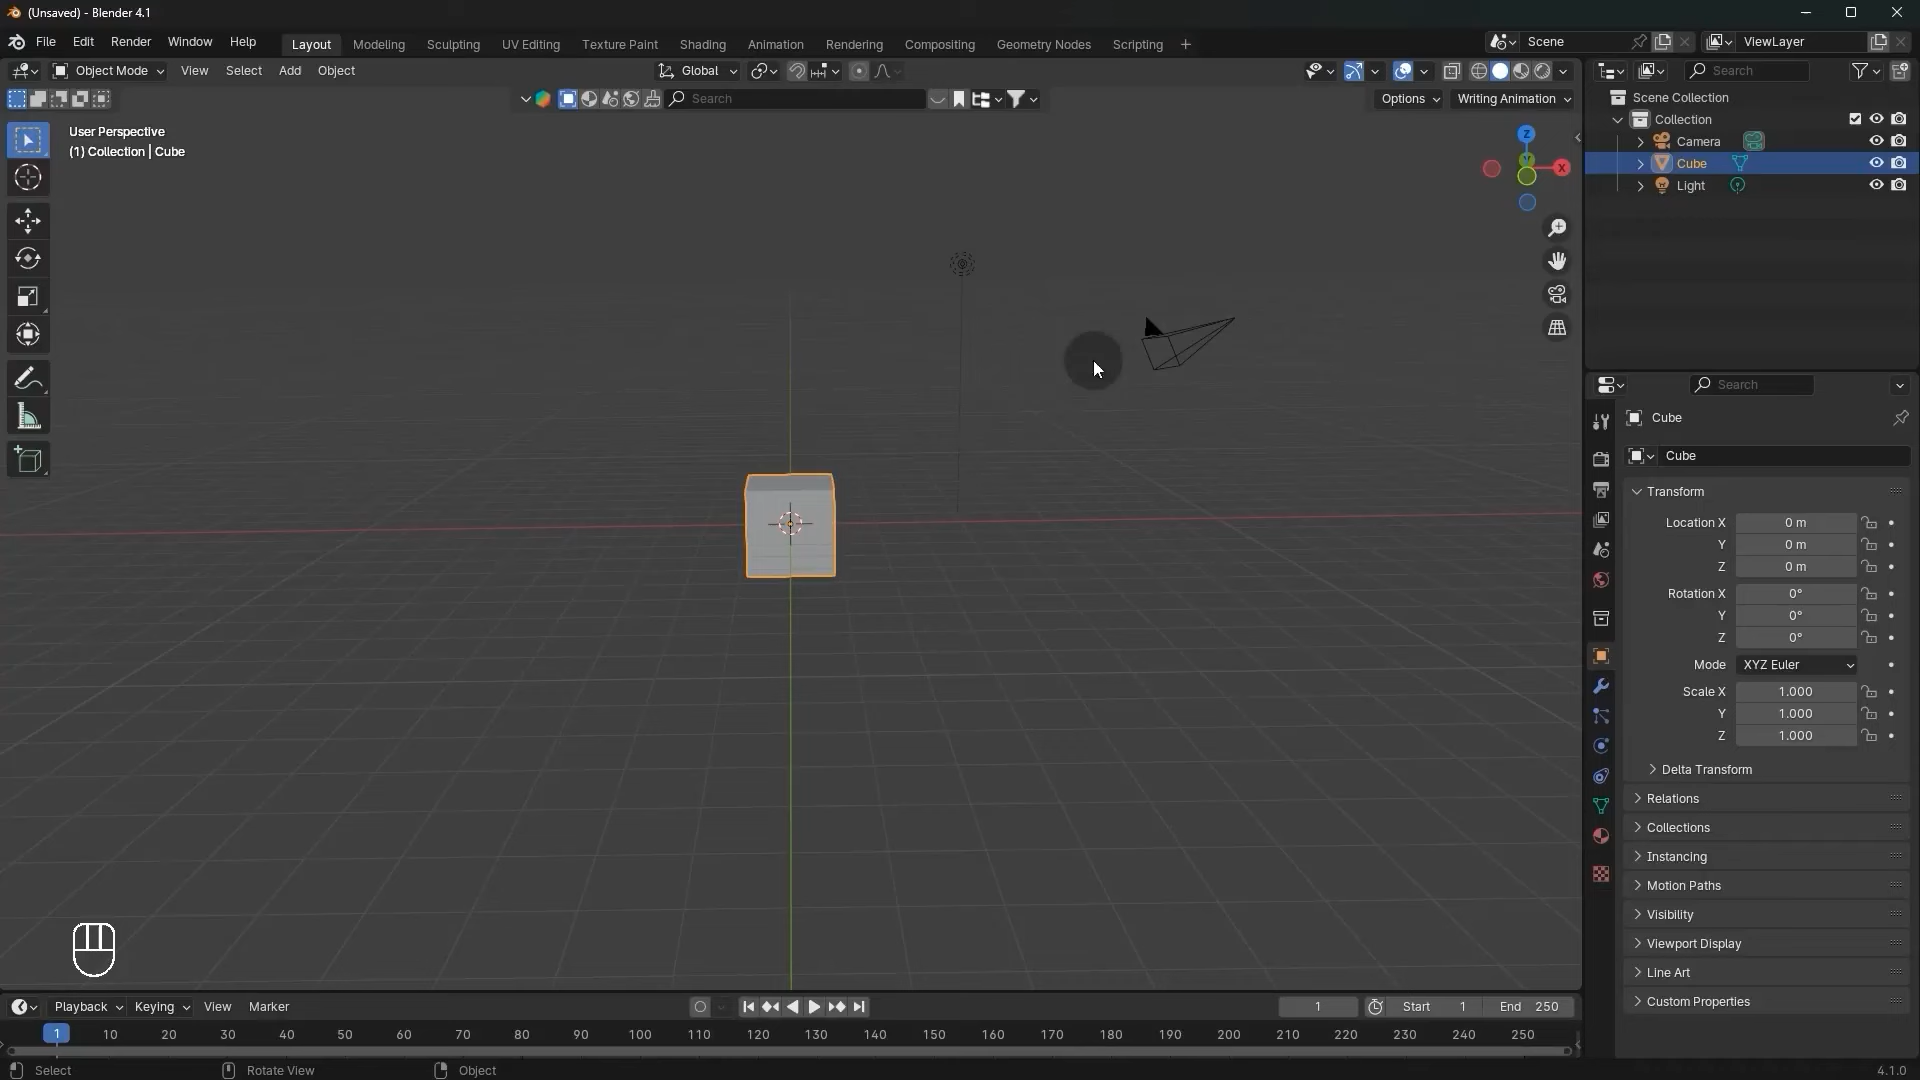 (Unsaved) - Blender 4.1
File Edit Render Window Help Layout Modeling Sculpting UV Editing Texture Paint Shading Animation Rendering Compositing Geometry Nodes Scripting + Scene ViewLayer
Object Mode View Select Add Object Global Search
Search Options Writing Animation
User Perspective
(1) Collection | Cube
Z
Y
X
Scene Collection
Collection
Camera
Cube
Light
Search
Cube
Cube
Transform
Location X 0 m
Y 0 m
Z 0 m
Rotation X 0°
Y 0°
Z 0°
Mode XYZ Euler
Scale X 1.000
Y 1.000
Z 1.000
Delta Transform
Relations
Collections
Instancing
Motion Paths
Visibility
Viewport Display
Line Art
Custom Properties
Playback Keying View Marker 1 Start 1 End 250
1 10 20 30 40 50 60 70 80 90 100 110 120 130 140 150 160 170 180 190 200 210 220 230 240 250
Select Rotate View Object 4.1.0